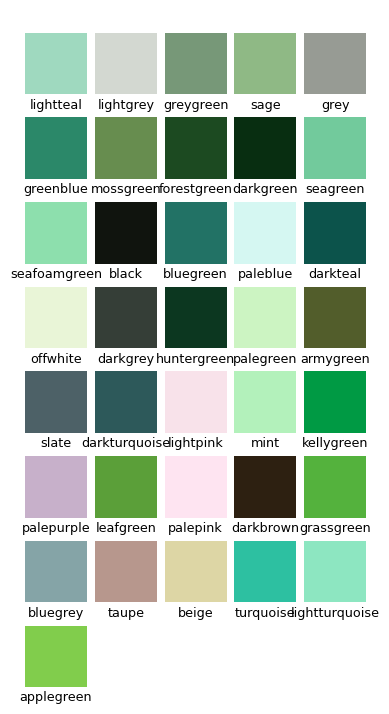 lightteal lightgrey greygreen sage grey
greenblue mossgreen forestgreen darkgreen seagreen
seafoamgreen black bluegreen paleblue darkteal
offwhite darkgrey huntergreen palegreen armygreen
slate darkturquoise lightpink mint kellygreen
palepurple leafgreen palepink darkbrown grassgreen
bluegrey taupe beige turquoise lightturquoise
applegreen